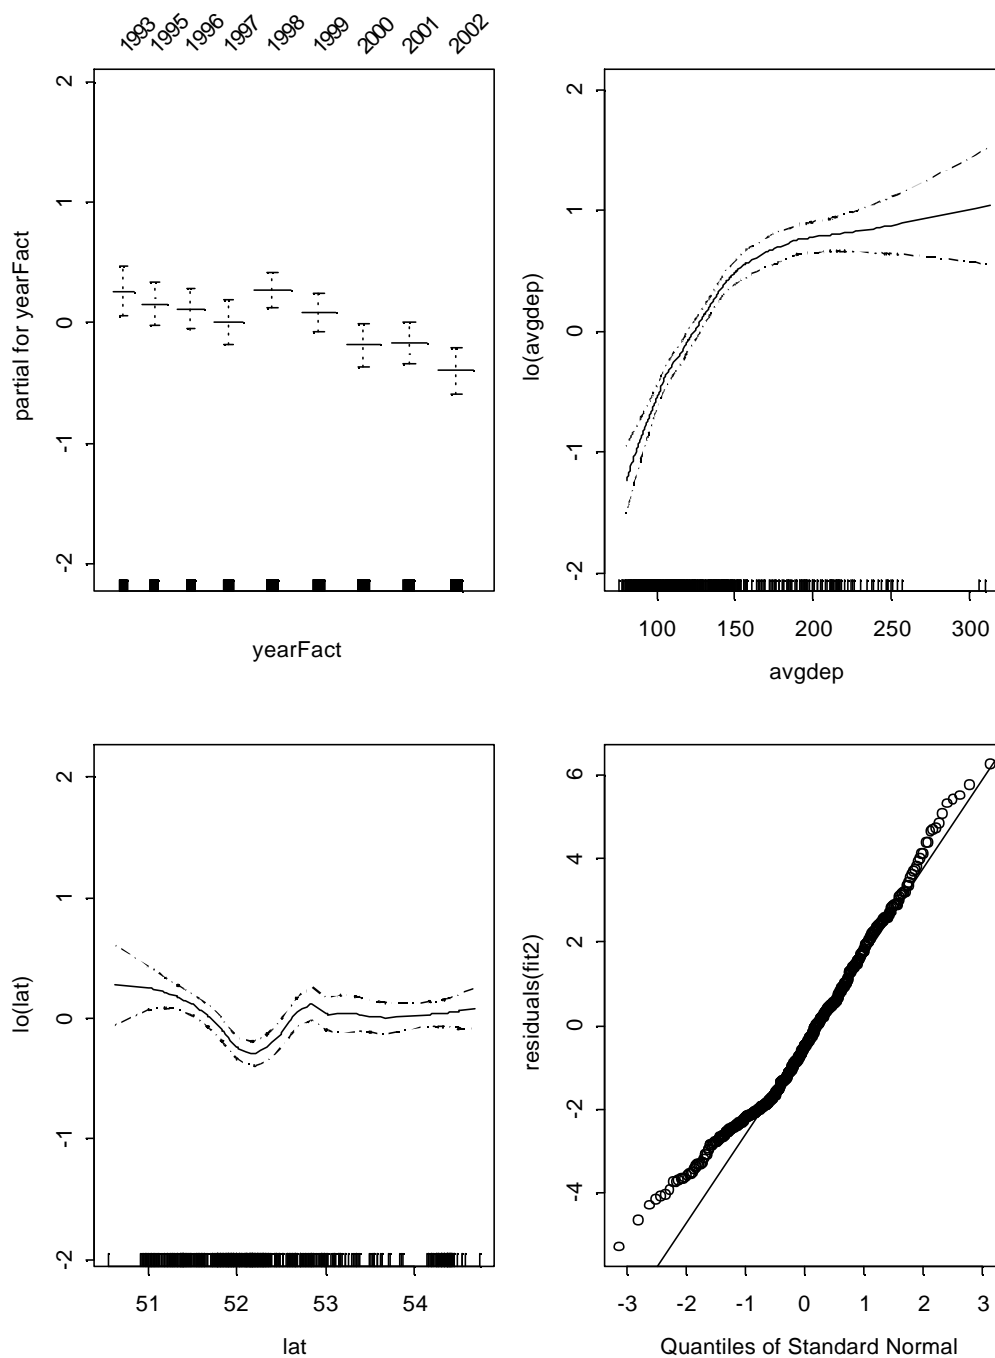 1993 1995 1996 1997 1998 1999 2000 2001 2002
2
1
0
-1
-2
partial for yearFact
yearFact
2
1
0
-1
-2
lo(avgdep)
100 150 200 250 300
avgdep
2
1
0
-1
-2
lo(lat)
51 52 53 54
lat
6
4
2
0
-2
-4
residuals(fit2)
-3 -2 -1 0 1 2 3
Quantiles of Standard Normal